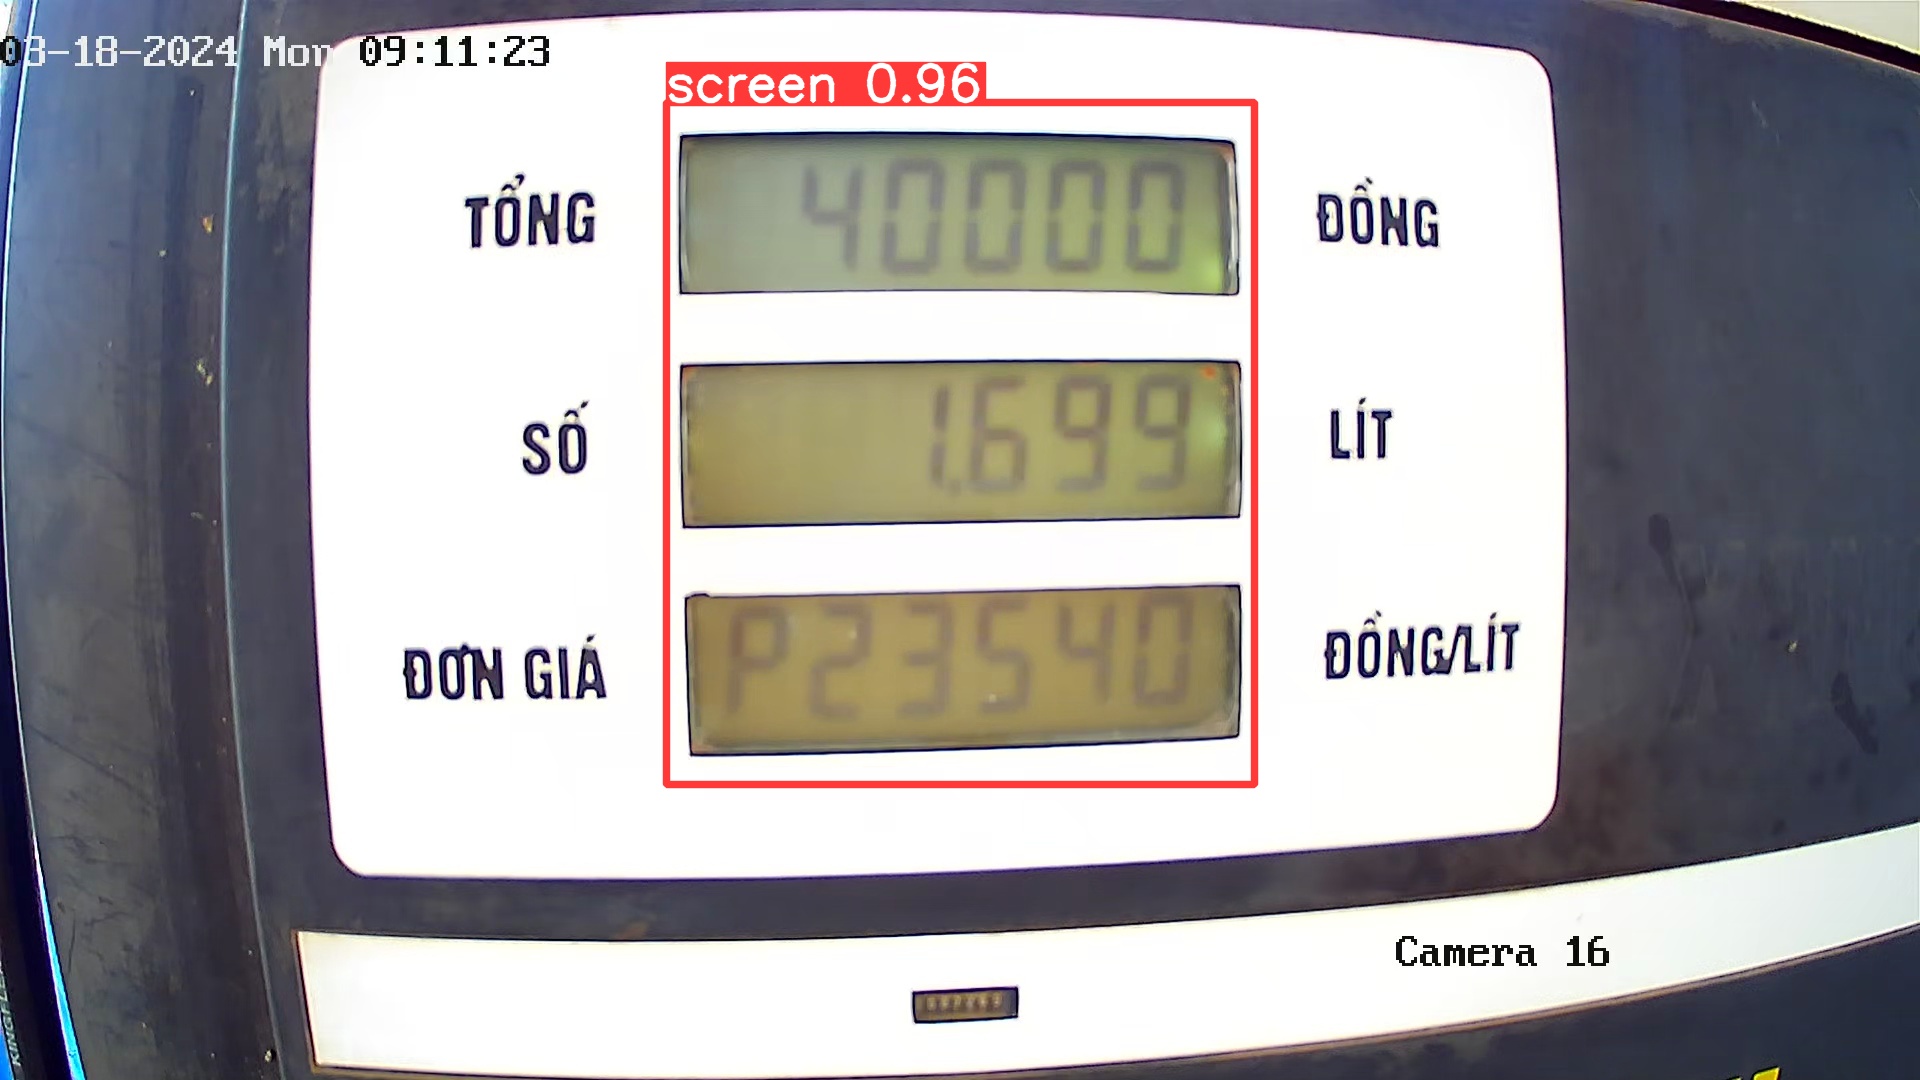 03-18-2024 Mon 09:11:23
screen 0.96
TỔNG 40000 ĐỒNG
SỐ 1.699 LÍT
ĐƠN GIÁ P23540 ĐỒNG/LÍT
Camera 16